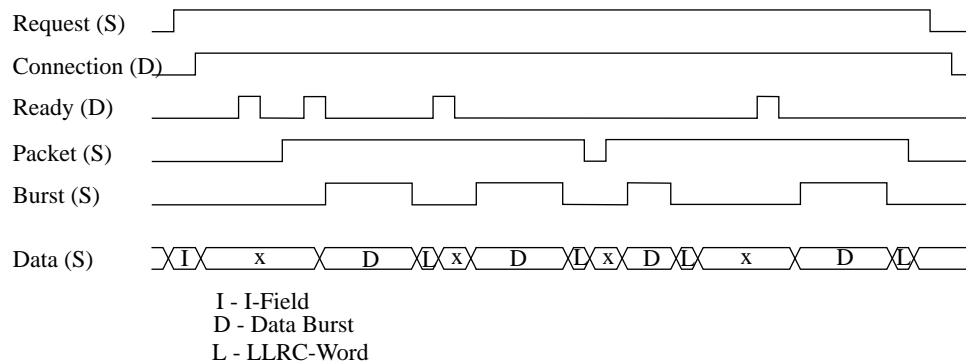 Request (S)
Connection (D)
Ready (D)
Packet (S)
Burst (S)
Data (S) I x D L x D L x D L x D L
I - I-Field
D - Data Burst
L - LLRC-Word